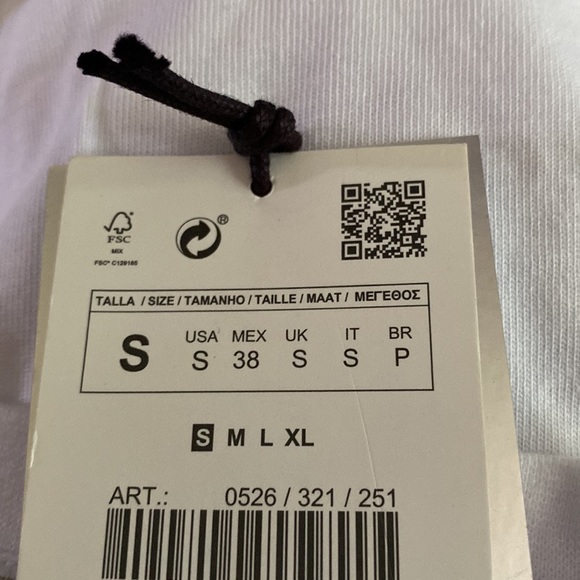 FSC
®
MIX
FSC® C129185
TALLA / SIZE / TAMANHO / TAILLE / MAAT / ΜΕΓΕΘΟΣ
S
USA MEX UK IT BR
S 38 S S P
S M L XL
ART.: 0526 / 321 / 251